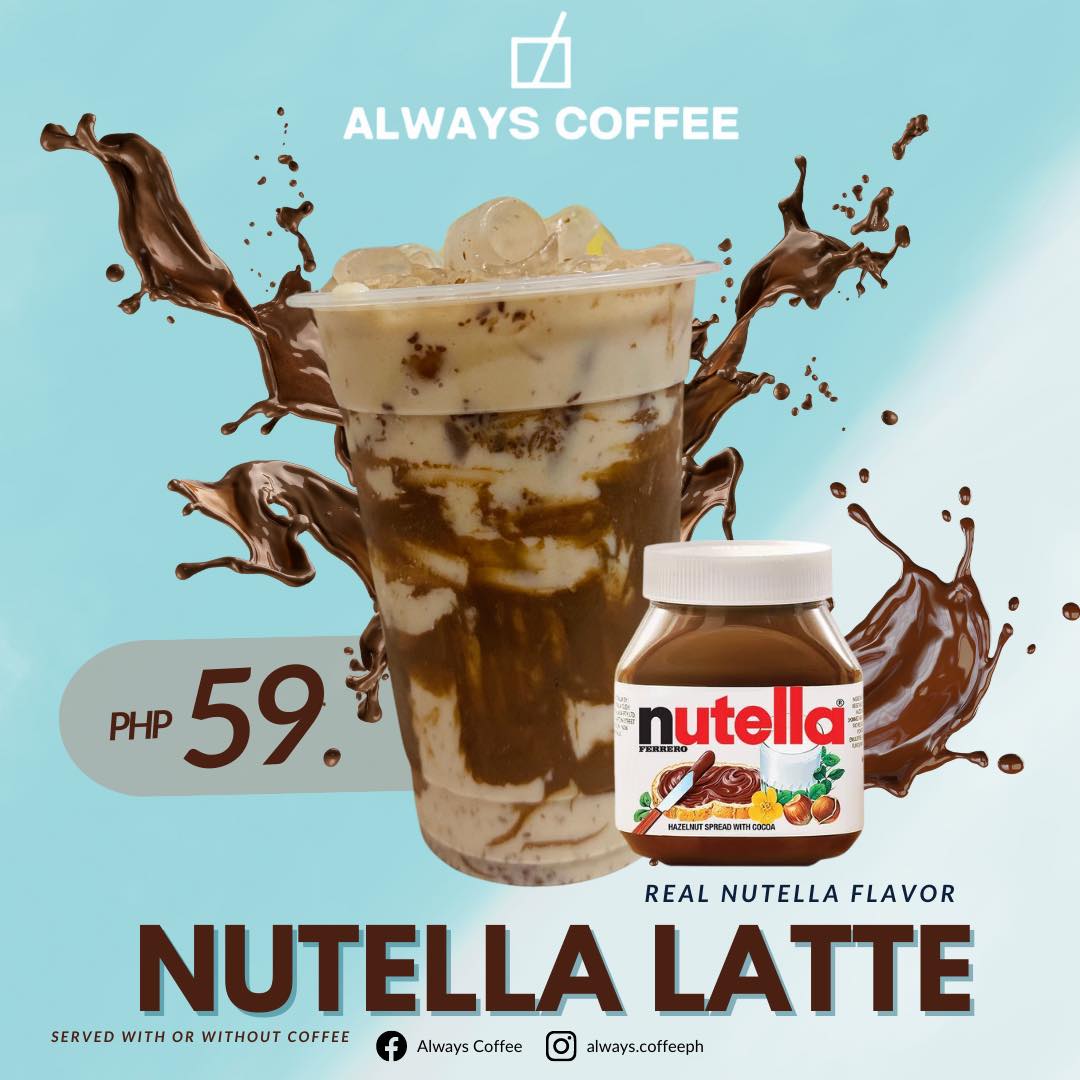 ALWAYS COFFEE
PHP 59.
nutella®
FERRERO
HAZELNUT SPREAD WITH COCOA
REAL NUTELLA FLAVOR
NUTELLA LATTE
SERVED WITH OR WITHOUT COFFEE
Always Coffee
always.coffeeph